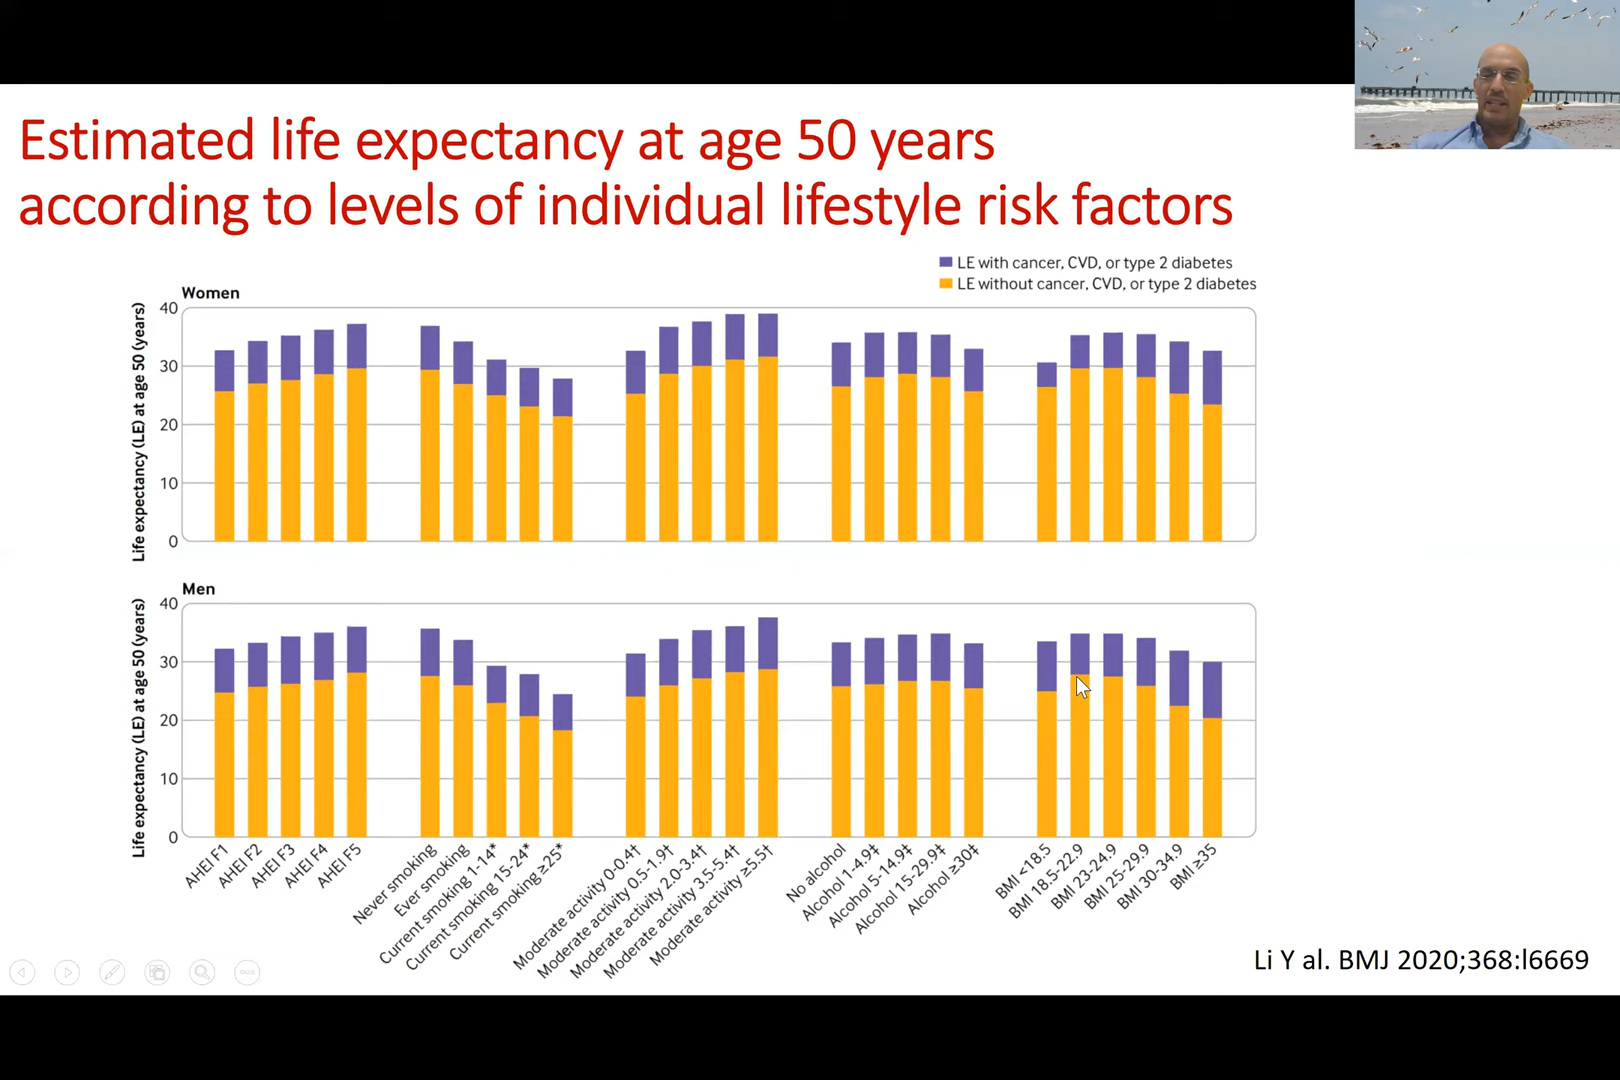 Estimated life expectancy at age 50 years
according to levels of individual lifestyle risk factors
LE with cancer, CVD, or type 2 diabetes
LE without cancer, CVD, or type 2 diabetes
Women
Life expectancy (LE) at age 50 (years)
40
30
20
10
0
Men
Life expectancy (LE) at age 50 (years)
40
30
20
10
0
AHEI F1
AHEI F2
AHEI F3
AHEI F4
AHEI F5
Never smoking
Ever smoking
Current smoking 1-14*
Current smoking 15-24*
Current smoking ≥25*
Moderate activity 0-0.4†
Moderate activity 0.5-1.9†
Moderate activity 2.0-3.4†
Moderate activity 3.5-5.4†
Moderate activity ≥5.5†
No alcohol
Alcohol 1-4.9‡
Alcohol 5-14.9‡
Alcohol 15-29.9‡
Alcohol ≥30‡
BMI <18.5
BMI 18.5-22.9
BMI 23-24.9
BMI 25-29.9
BMI 30-34.9
BMI ≥35
Li Y al. BMJ 2020;368:l6669